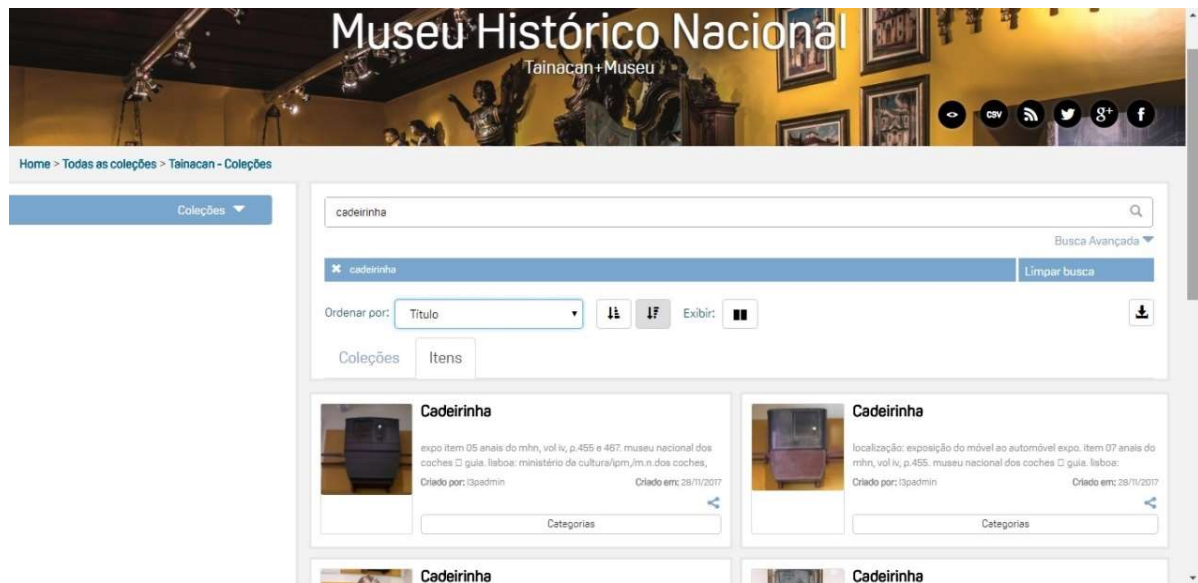 Museu Histórico Nacional
Tainacan+Museu
CSV
g+
f
Home > Todas as coleções > Tainacan - Coleções
Coleções
cadeirinha
Busca Avançada
cadeirinha
Limpar busca
Ordenar por:
Título
Exibir:
Coleções
Itens
Cadeirinha
expo item 05 anais do mhn, vol iv, p.455 e 467. museu nacional dos
coches □ guia. lisboa: ministério da cultura/ipm,/m.n.dos coches,
Criado por: l3padmin
Criado em: 28/11/2017
Categorias
Cadeirinha
localização: exposição do móvel ao automóvel expo. item 07 anais do
mhn, vol iv, p.455. museu nacional dos coches □ guia. lisboa:
Criado por: l3padmin
Criado em: 28/11/2017
Categorias
Cadeirinha
Cadeirinha